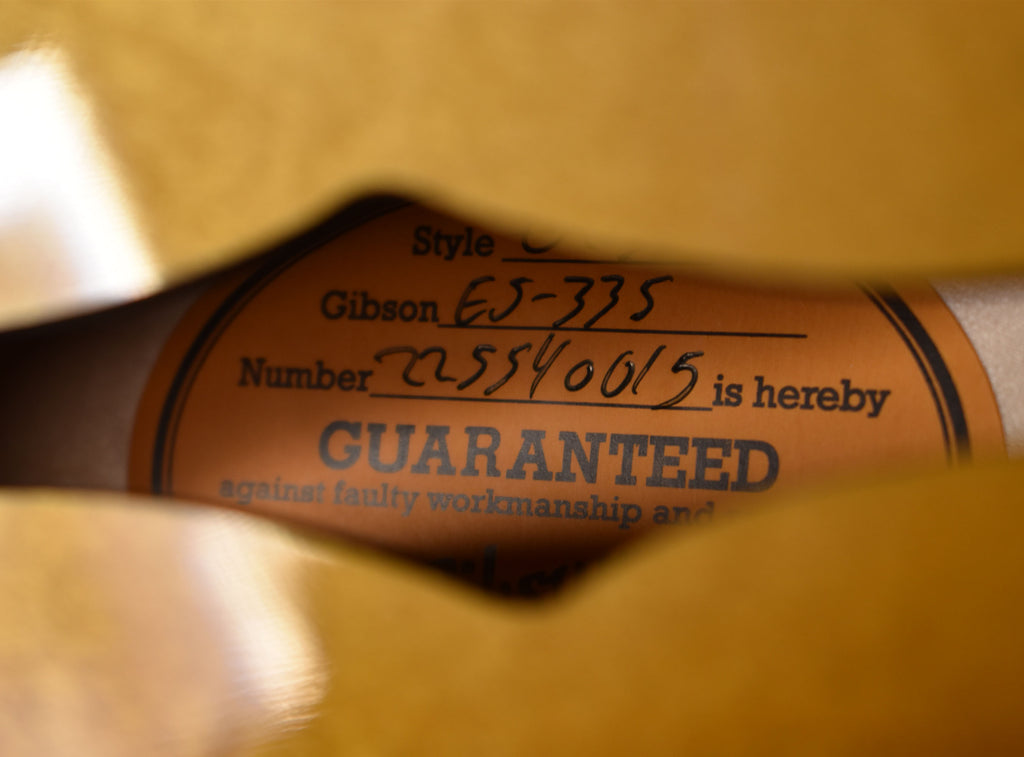 Style
Gibson ES-335
Number 225540015 is hereby
GUARANTEED
against faulty workmanship and